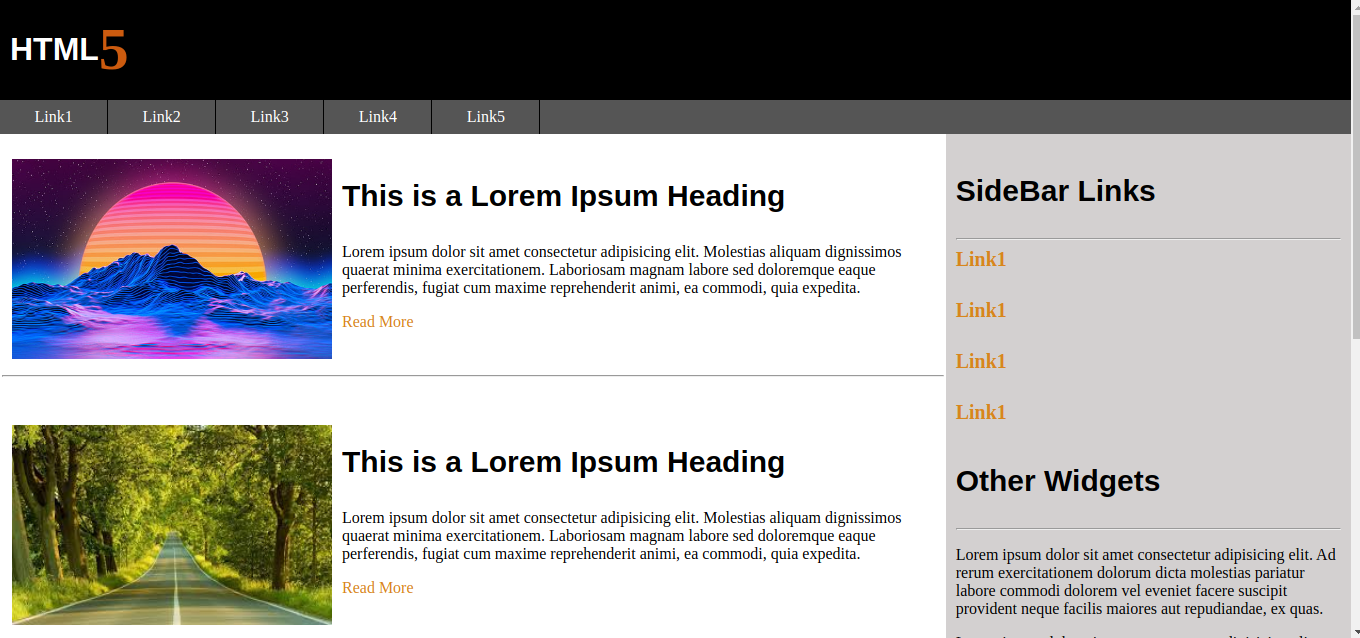 HTML5
Link1 Link2 Link3 Link4 Link5
This is a Lorem Ipsum Heading
Lorem ipsum dolor sit amet consectetur adipisicing elit. Molestias aliquam dignissimos
quaerat minima exercitationem. Laboriosam magnam labore sed doloremque eaque
perferendis, fugiat cum maxime reprehenderit animi, ea commodi, quia expedita.
Read More
This is a Lorem Ipsum Heading
Lorem ipsum dolor sit amet consectetur adipisicing elit. Molestias aliquam dignissimos
quaerat minima exercitationem. Laboriosam magnam labore sed doloremque eaque
perferendis, fugiat cum maxime reprehenderit animi, ea commodi, quia expedita.
Read More
SideBar Links
Link1
Link1
Link1
Link1
Other Widgets
Lorem ipsum dolor sit amet consectetur adipisicing elit. Ad
rerum exercitationem dolorum dicta molestias pariatur
labore commodi dolorem vel eveniet facere suscipit
provident neque facilis maiores aut repudiandae, ex quas.